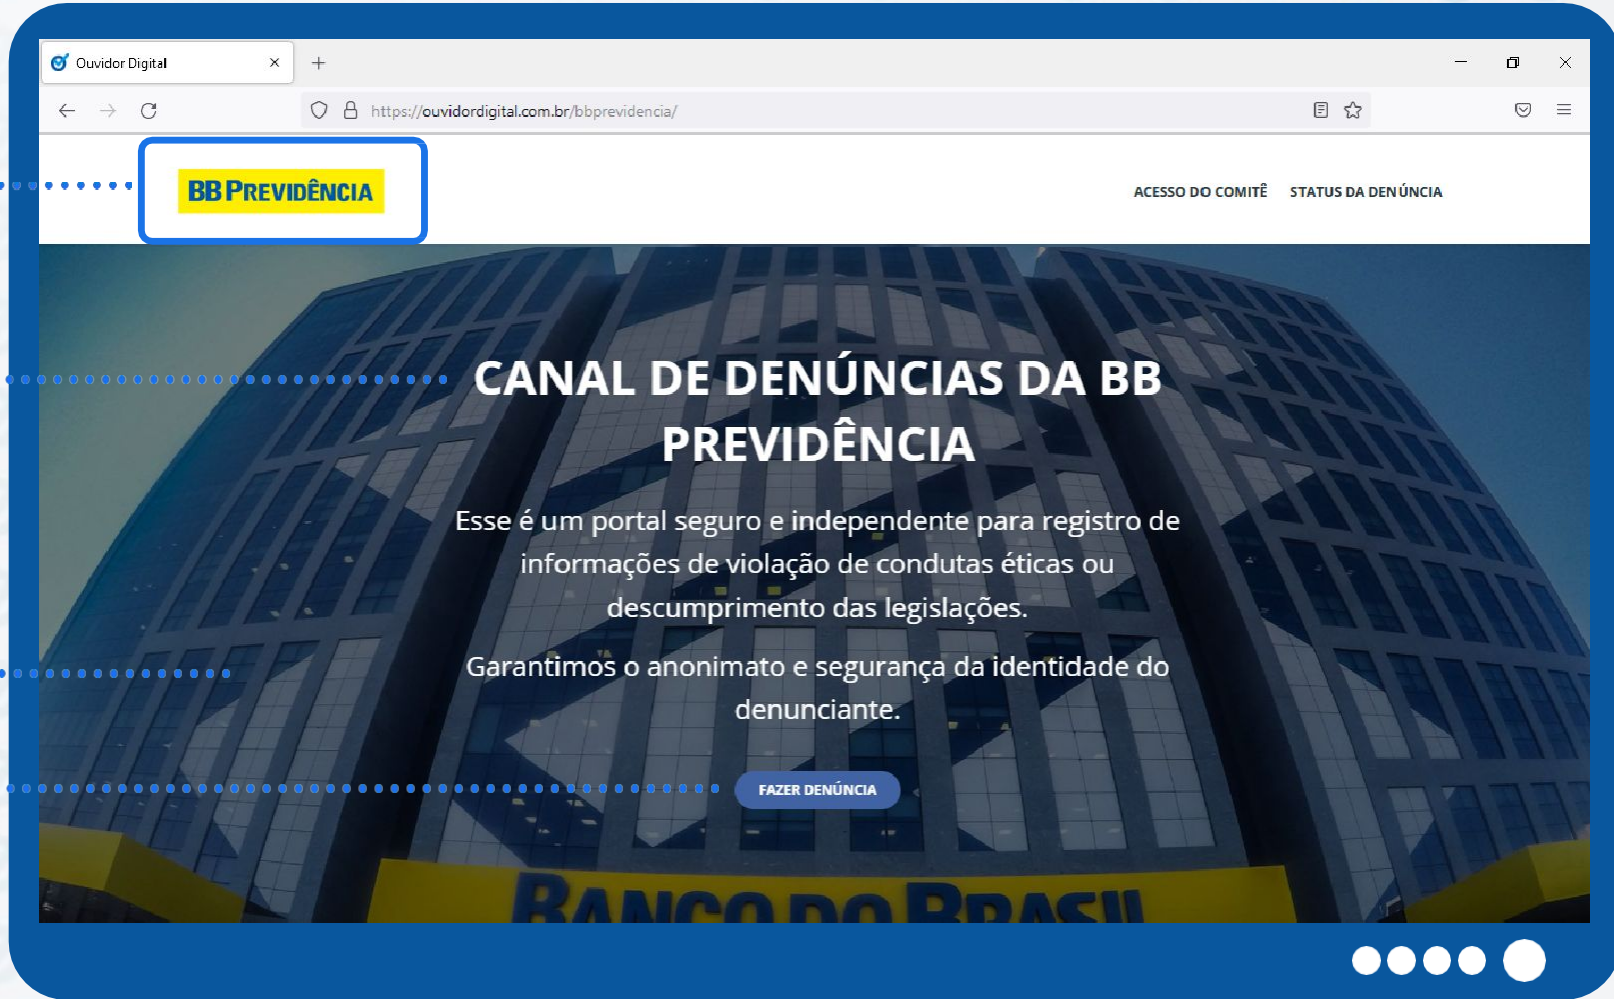 Ouvidor Digital
https://ouvidordigital.com.br/bbprevidencia/
BB PREVIDÊNCIA
ACESSO DO COMITÊ STATUS DA DENÚNCIA
CANAL DE DENÚNCIAS DA BB
PREVIDÊNCIA
Esse é um portal seguro e independente para registro de
informações de violação de condutas éticas ou
descumprimento das legislações.
Garantimos o anonimato e segurança da identidade do
denunciante.
FAZER DENÚNCIA
BANCO DO BRASIL